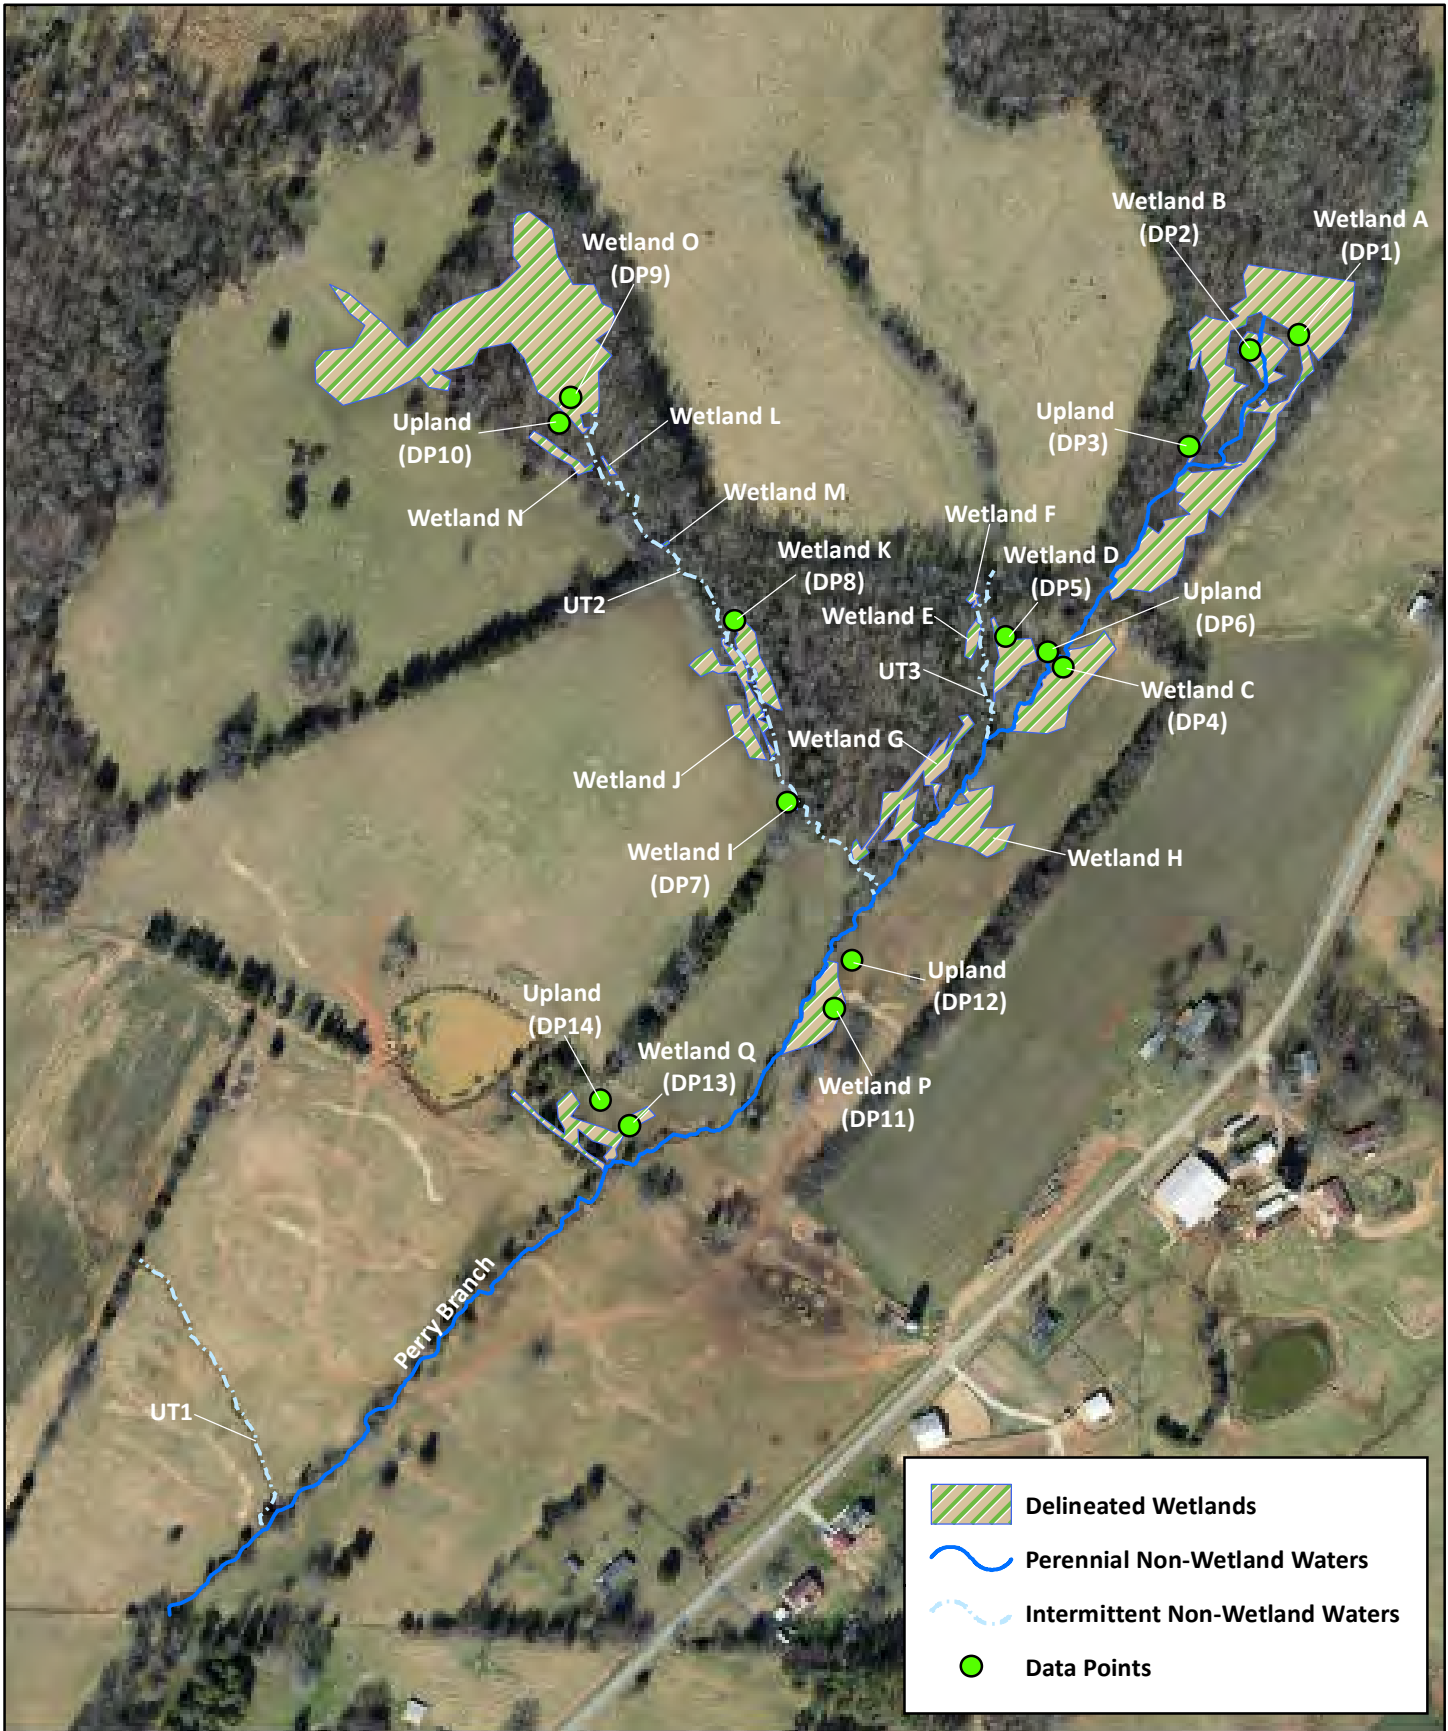 Wetland B
(DP2)
Wetland A
(DP1)
Wetland O
(DP9)
Upland
(DP10)
Wetland L
Upland
(DP3)
Wetland N
Wetland M
Wetland F
Wetland K
(DP8)
Wetland D
(DP5)
UT2
Wetland E
Upland
(DP6)
UT3
Wetland C
(DP4)
Wetland G
Wetland J
Wetland I
(DP7)
Wetland H
Upland
(DP12)
Upland
(DP14)
Wetland Q
(DP13)
Wetland P
(DP11)
Perry Branch
UT1
Delineated Wetlands
Perennial Non-Wetland Waters
Intermittent Non-Wetland Waters
Data Points